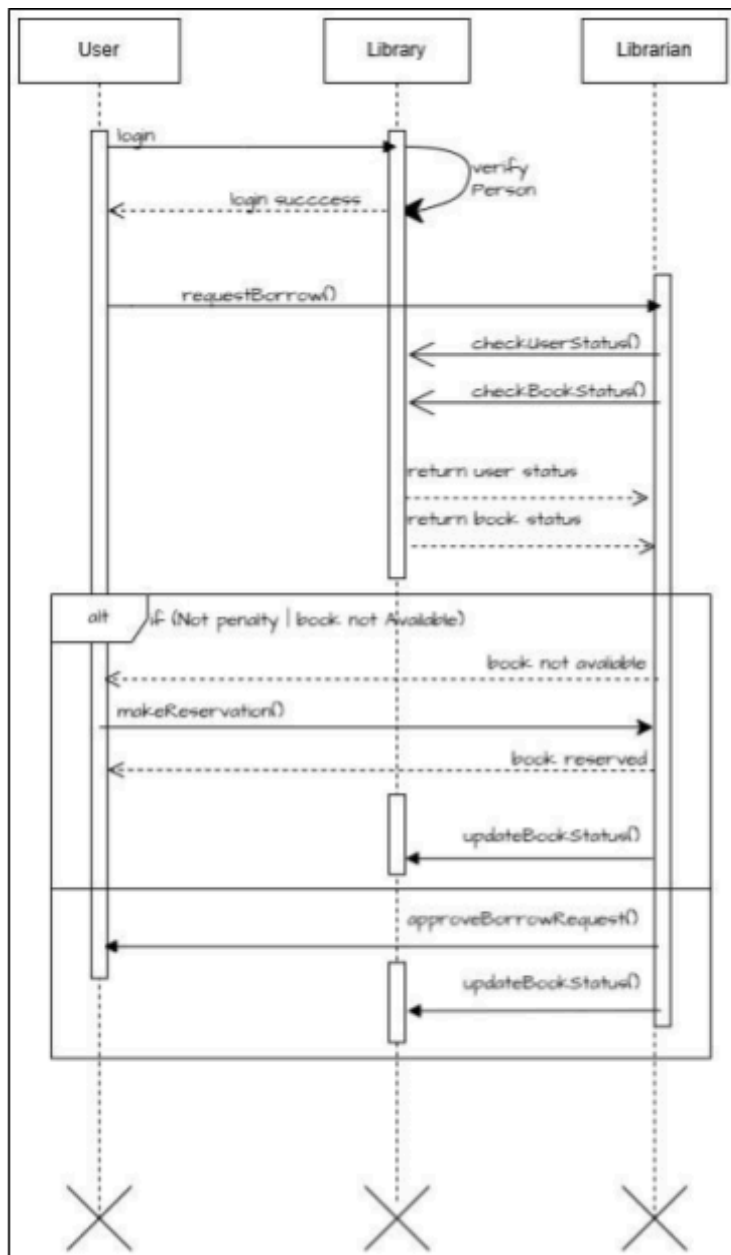 User
Library
Librarian
login
verify
Person
login succcess
requestBorrow()
checkUserStatus()
checkBookStatus()
return user status
return book status
alt
if (Not penalty | book not Available)
book not avaliable
makeReservation()
book reserved
updateBookStatus()
approveBorrowRequest()
updateBookStatus()